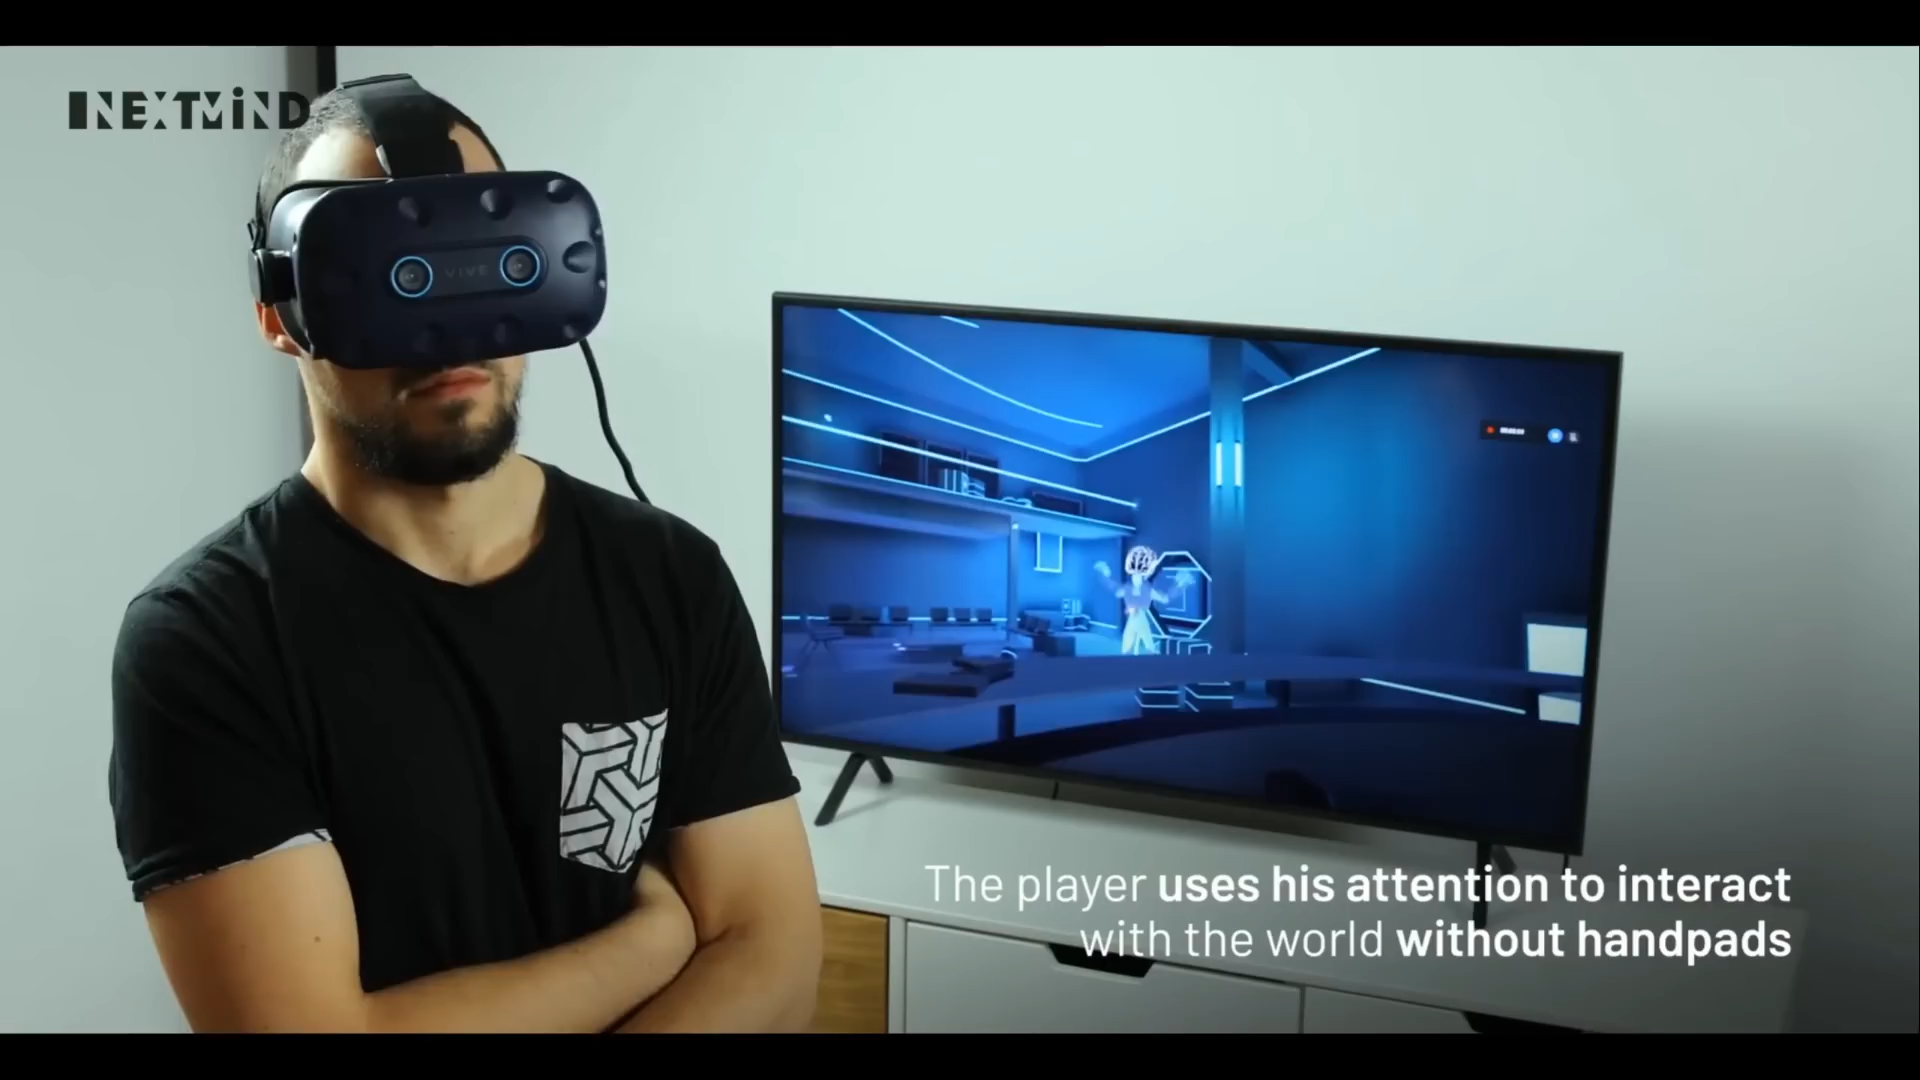 NEXTMIND
VIVE
The player uses his attention to interact
with the world without handpads